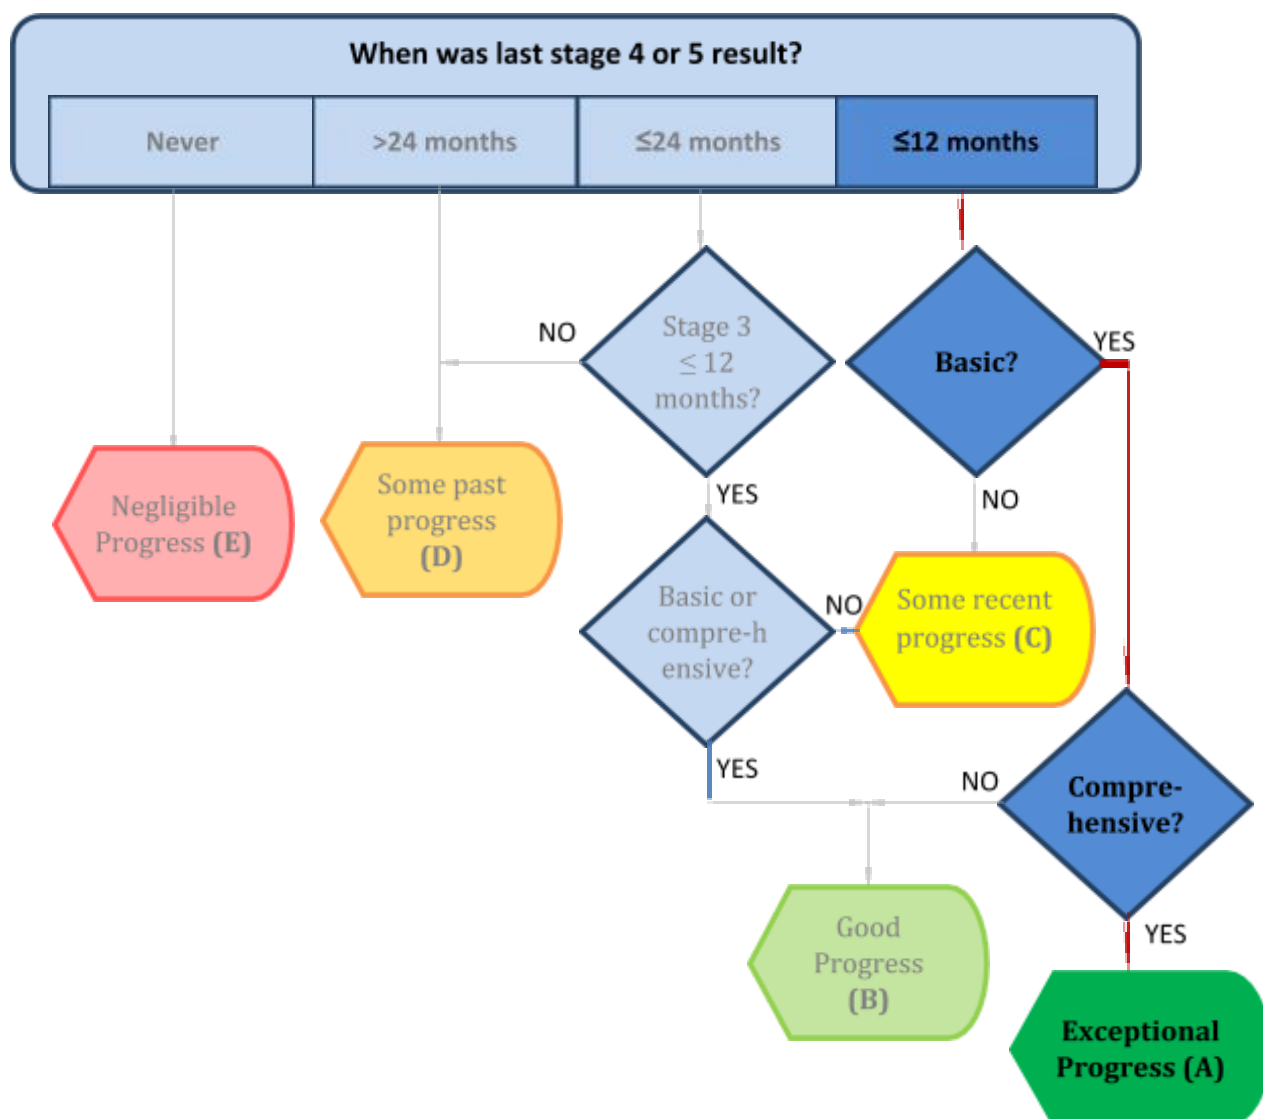 When was last stage 4 or 5 result?
Never
>24 months
≤24 months
≤12 months
Stage 3
≤ 12
months?
NO
YES
Basic?
YES
NO
Negligible
Progress (E)
Some past
progress
(D)
Basic or
compre-h
ensive?
NO
YES
Some recent
progress (C)
Compre-
hensive?
NO
YES
Good
Progress
(B)
Exceptional
Progress (A)